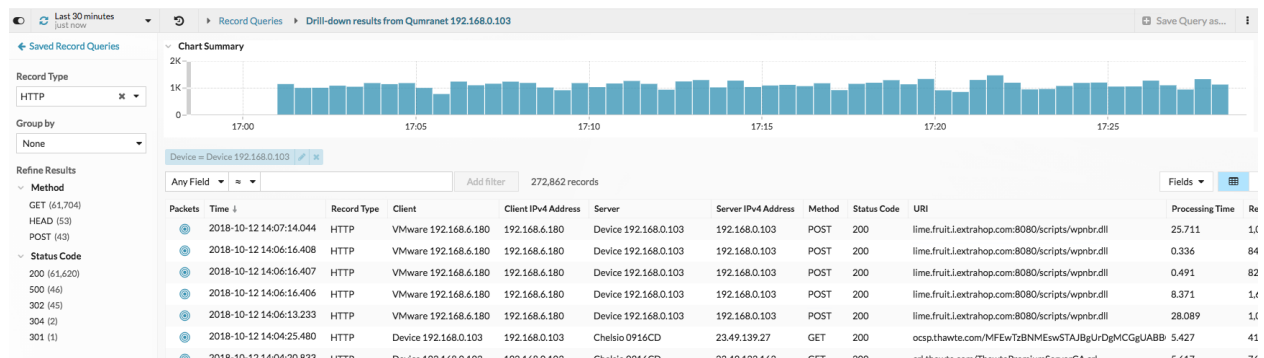 Last 30 minutes
just now
Record Queries
Drill-down results from Qumranet 192.168.0.103
Save Query as...
Saved Record Queries
Record Type
HTTP
Group by
None
Refine Results
Method
GET (61,704)
HEAD (53)
POST (43)
Status Code
200 (61,620)
500 (46)
302 (45)
304 (2)
301 (1)
Chart Summary
2K
1K
0
17:00 17:05 17:10 17:15 17:20 17:25
Device = Device 192.168.0.103
Any Field ≈ Add filter 272,862 records Fields
Packets Time ↓ Record Type Client Client IPv4 Address Server Server IPv4 Address Method Status Code URI Processing Time Re
2018-10-12 14:07:14.044 HTTP VMware 192.168.6.180 192.168.6.180 Device 192.168.0.103 192.168.0.103 POST 200 lime.fruit.i.extrahop.com:8080/scripts/wpnbr.dll 25.711 1,0
2018-10-12 14:06:16.408 HTTP VMware 192.168.6.180 192.168.6.180 Device 192.168.0.103 192.168.0.103 POST 200 lime.fruit.i.extrahop.com:8080/scripts/wpnbr.dll 0.336 84
2018-10-12 14:06:16.407 HTTP VMware 192.168.6.180 192.168.6.180 Device 192.168.0.103 192.168.0.103 POST 200 lime.fruit.i.extrahop.com:8080/scripts/wpnbr.dll 0.491 82
2018-10-12 14:06:16.406 HTTP VMware 192.168.6.180 192.168.6.180 Device 192.168.0.103 192.168.0.103 POST 200 lime.fruit.i.extrahop.com:8080/scripts/wpnbr.dll 8.371 1,6
2018-10-12 14:06:13.233 HTTP VMware 192.168.6.180 192.168.6.180 Device 192.168.0.103 192.168.0.103 POST 200 lime.fruit.i.extrahop.com:8080/scripts/wpnbr.dll 28.089 1,0
2018-10-12 14:04:25.480 HTTP Device 192.168.0.103 192.168.0.103 Chelsio 0916CD 23.49.139.27 GET 200 ocsp.thawte.com/MFEwTzBNMEswSTAJBgUrDgMCGgUABB 5.427 41